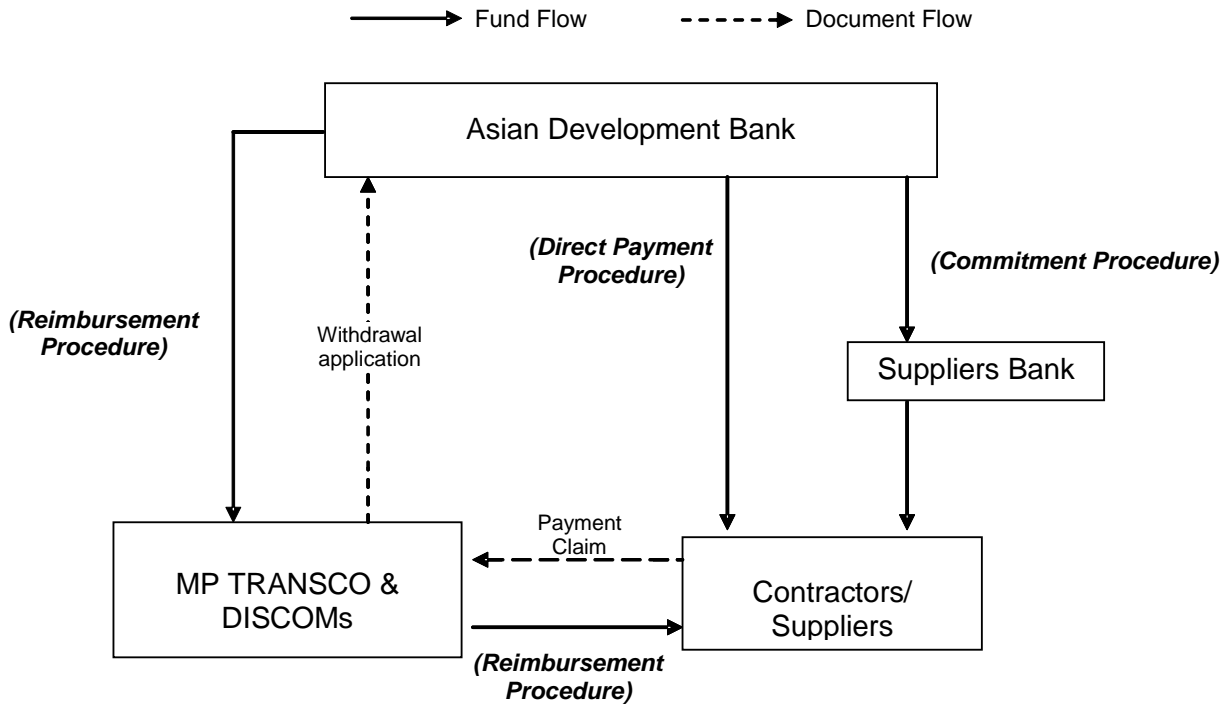 Fund Flow
Document Flow
Asian Development Bank
(Direct Payment
Procedure)
(Commitment Procedure)
(Reimbursement
Procedure)
Withdrawal
application
Suppliers Bank
Payment
Claim
MP TRANSCO &
DISCOMs
Contractors/
Suppliers
(Reimbursement
Procedure)